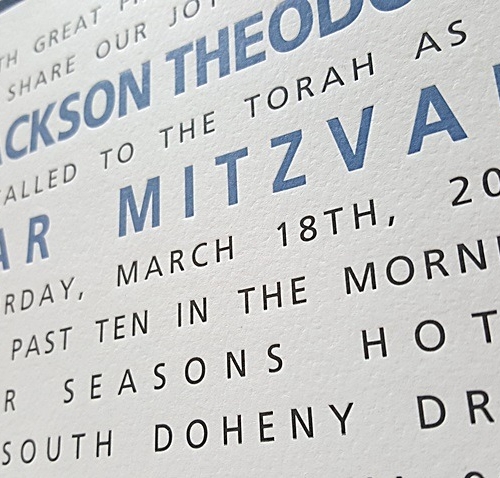 TH GREAT
SHARE OUR JO
ACKSON THEODO
ALLED TO THE TORAH AS
AR MITZVA
RDAY, MARCH 18TH, 20
PAST TEN IN THE MORN
R SEASONS HOT
SOUTH DOHENY DR